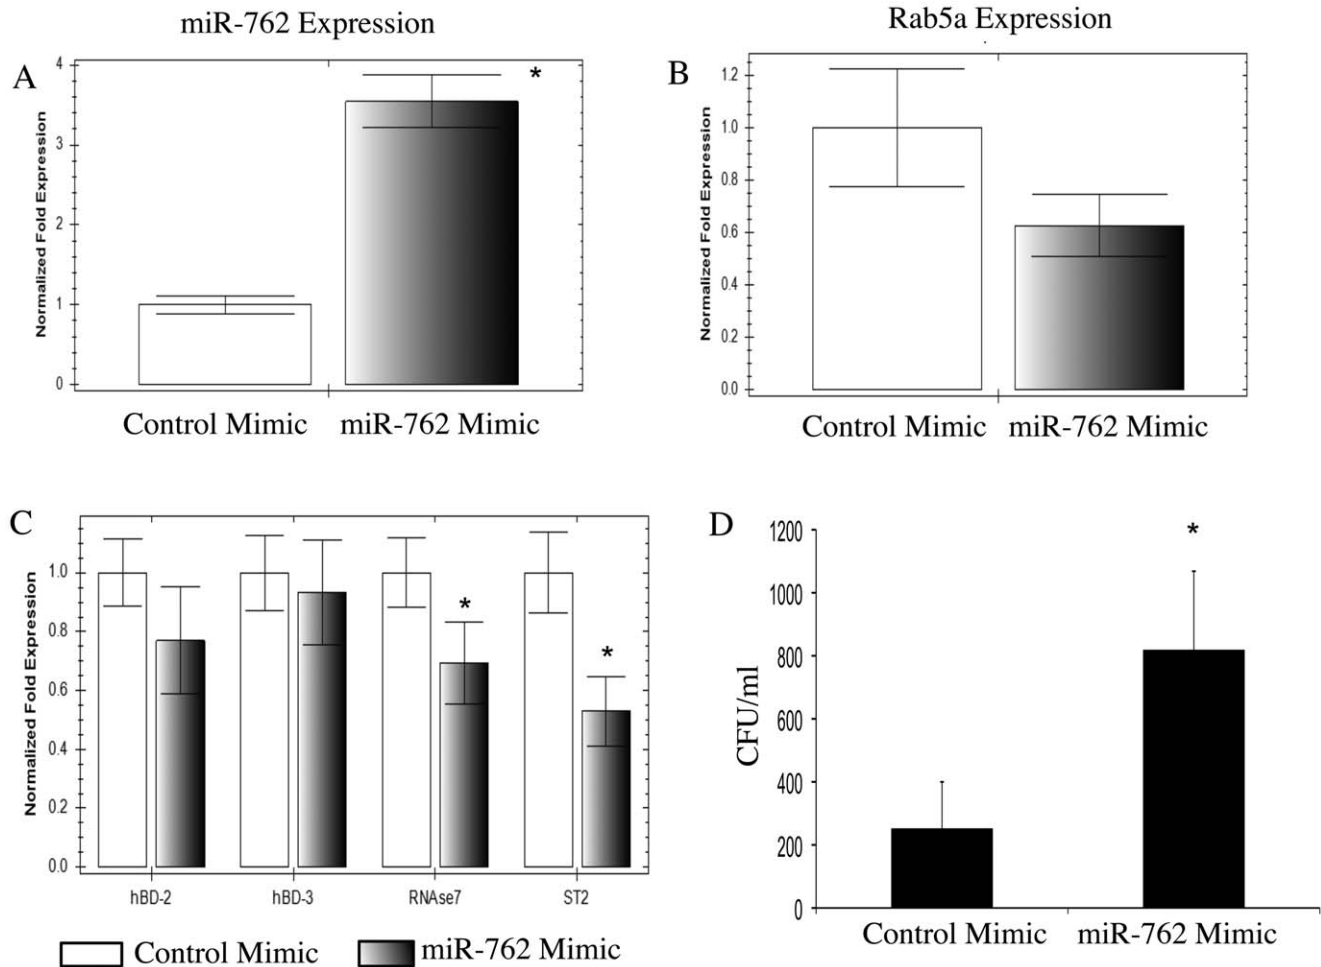 miR-762 Expression
A
*
Normalized Fold Expression
4
3
2
1
0
Control Mimic miR-762 Mimic
Rab5a Expression
B
Normalized Fold Expression
1.2
1.0
0.8
0.6
0.4
0.2
0.0
Control Mimic miR-762 Mimic
C
Normalized Fold Expression
1.0
0.8
0.6
0.4
0.2
0.0
*
*
hBD-2 hBD-3 RNAse7 ST2
Control Mimic miR-762 Mimic
D
*
CFU/ml
1200
1000
800
600
400
200
0
Control Mimic miR-762 Mimic